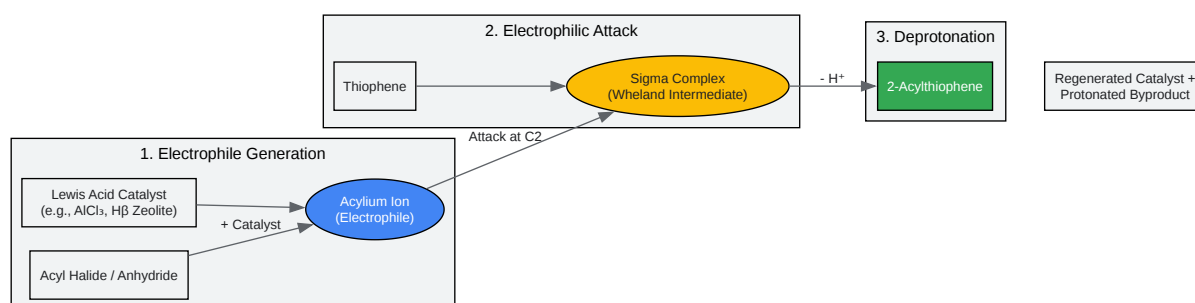 2. Electrophilic Attack
Thiophene
Sigma Complex
(Wheland Intermediate)
- H⁺
3. Deprotonation
2-Acylthiophene
Regenerated Catalyst +
Protonated Byproduct
Attack at C2
1. Electrophile Generation
Lewis Acid Catalyst
(e.g., AlCl₃, Hβ Zeolite)
Acylium Ion
(Electrophile)
+ Catalyst
Acyl Halide / Anhydride